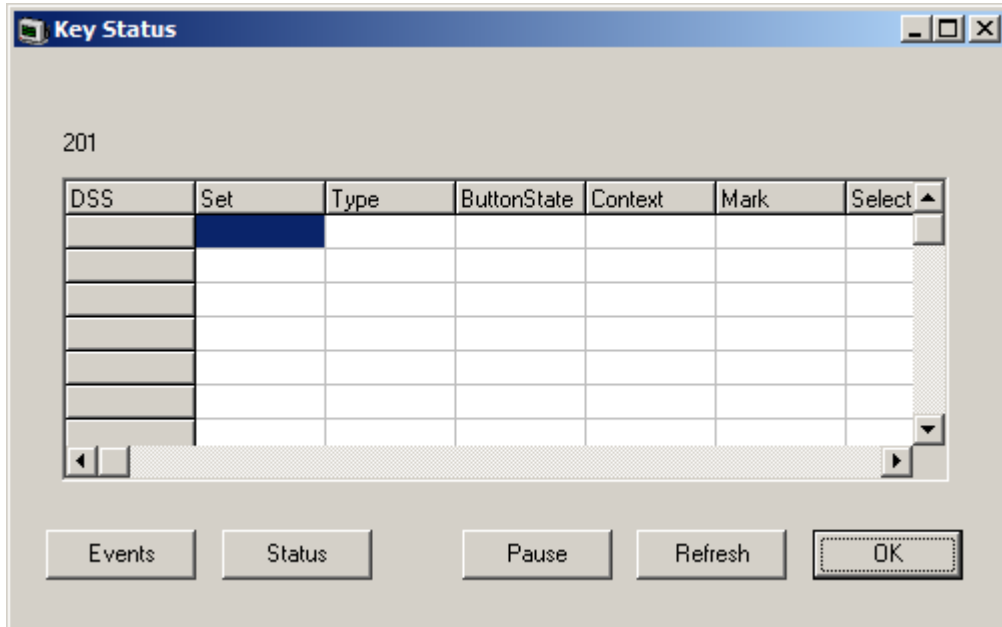 Key Status
201
DSS Set Type ButtonState Context Mark Select
Events Status Pause Refresh OK